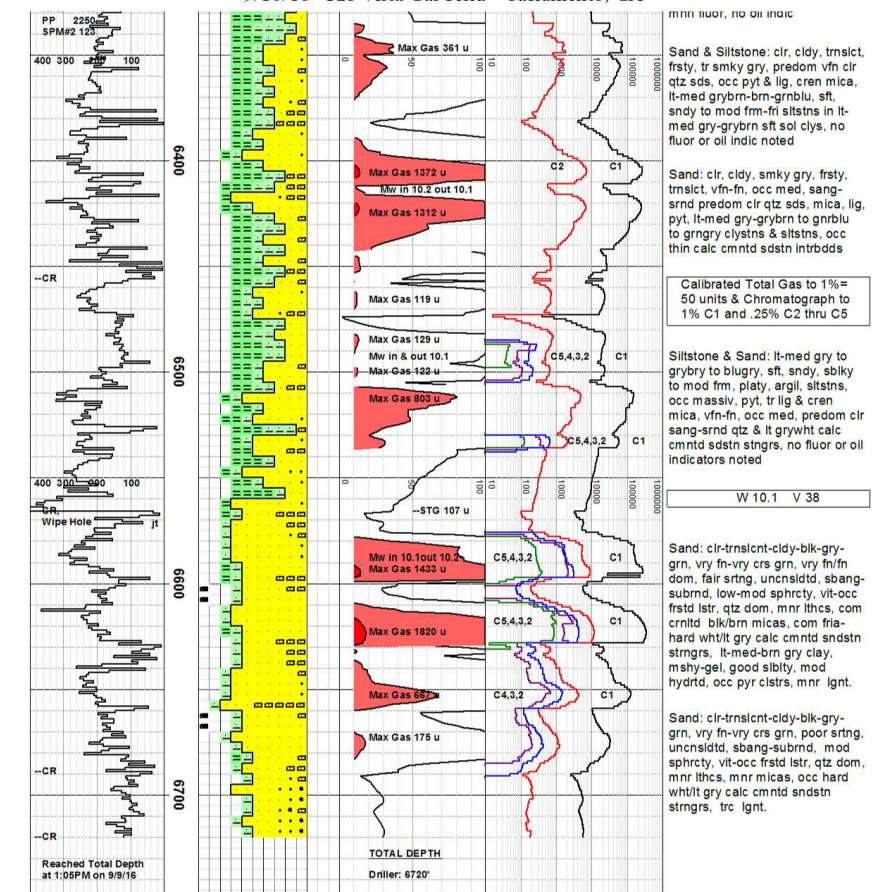 PP 2250
SPM#2 123
400 300 200 100
Max Gas 361 u
0
50
100
1000
10000
100000
1000000
mnrl fluor, no oil indic
Sand & Siltstone: clr, cldy, trnslct,
frsty, tr smky gry, predom vfn clr
qtz sds, occ pyt & lig, cren mica,
lt-med grybrn-brn-grnblu, sft,
sndy to mod frm-fri sltstns in lt-
med gry-grybrn sft sol clys, no
fluor or oil indic noted
6400
Max Gas 1372 u
C2
C1
Mw in 10.2 out 10.1
Max Gas 1312 u
Sand: clr, cldy, smky gry, frsty,
trnslct, vfn-fn, occ med, sang-
srnd predom clr qtz sds, mica, lig,
pyt, lt-med gry-grybrn to gnrblu
to grngry clystns & sltstns, occ
thin calc cmntd sdstn intrbdds
--CR
Max Gas 119 u
Calibrated Total Gas to 1%=
50 units & Chromatograph to
1% C1 and .25% C2 thru C5
Max Gas 129 u
Mw in & out 10.1
C5,4,3,2
C1
Max Gas 122 u
6500
Max Gas 803 u
C5,4,3,2
C1
Siltstone & Sand: lt-med gry to
grybry to blugry, sft, sndy, sblky
to mod frm, platy, argil, sltstns,
occ massiv, pyt, tr lig & cren
mica, vfn-fn, occ med, predom clr
sang-srnd qtz & lt grywht calc
cmntd sdstn stngrs, no fluor or oil
indicators noted
400 300 200 100
0
50
100
1000
10000
100000
1000000
W 10.1 V 38
CR,
Wipe Hole
jt
--STG 107 u
Mw in 10.1out 10.2
Max Gas 1433 u
C5,4,3,2
C1
6600
Max Gas 1820 u
C5,4,3,2
C1
Sand: clr-trnslcnt-cldy-blk-gry-
grn, vry fn-vry crs grn, vry fn/fn
dom, fair srtng, uncnsldtd, sbang-
subrnd, low-mod sphrcty, vit-occ
frstd lstr, qtz dom, mnr lthcs, com
crnltd blk/brn micas, com fria-
hard wht/lt gry calc cmntd sndstn
strngrs, lt-med-brn gry clay,
mshy-gel, good slblty, mod
hydrtd, occ pyr clstrs, mnr lgnt.
Max Gas 667
C4,3,2
C1
Max Gas 175 u
Sand: clr-trnslcnt-cldy-blk-gry-
grn, vry fn-vry crs grn, poor srtng,
uncnsldtd, sbang-subrnd, mod
sphrcty, vit-occ frstd lstr, qtz dom,
mnr lthcs, mnr micas, occ hard
wht/lt gry calc cmntd sndstn
strngrs, trc lgnt.
--CR
6700
--CR
Reached Total Depth
at 1:05PM on 9/9/16
TOTAL DEPTH
Driller: 6720'